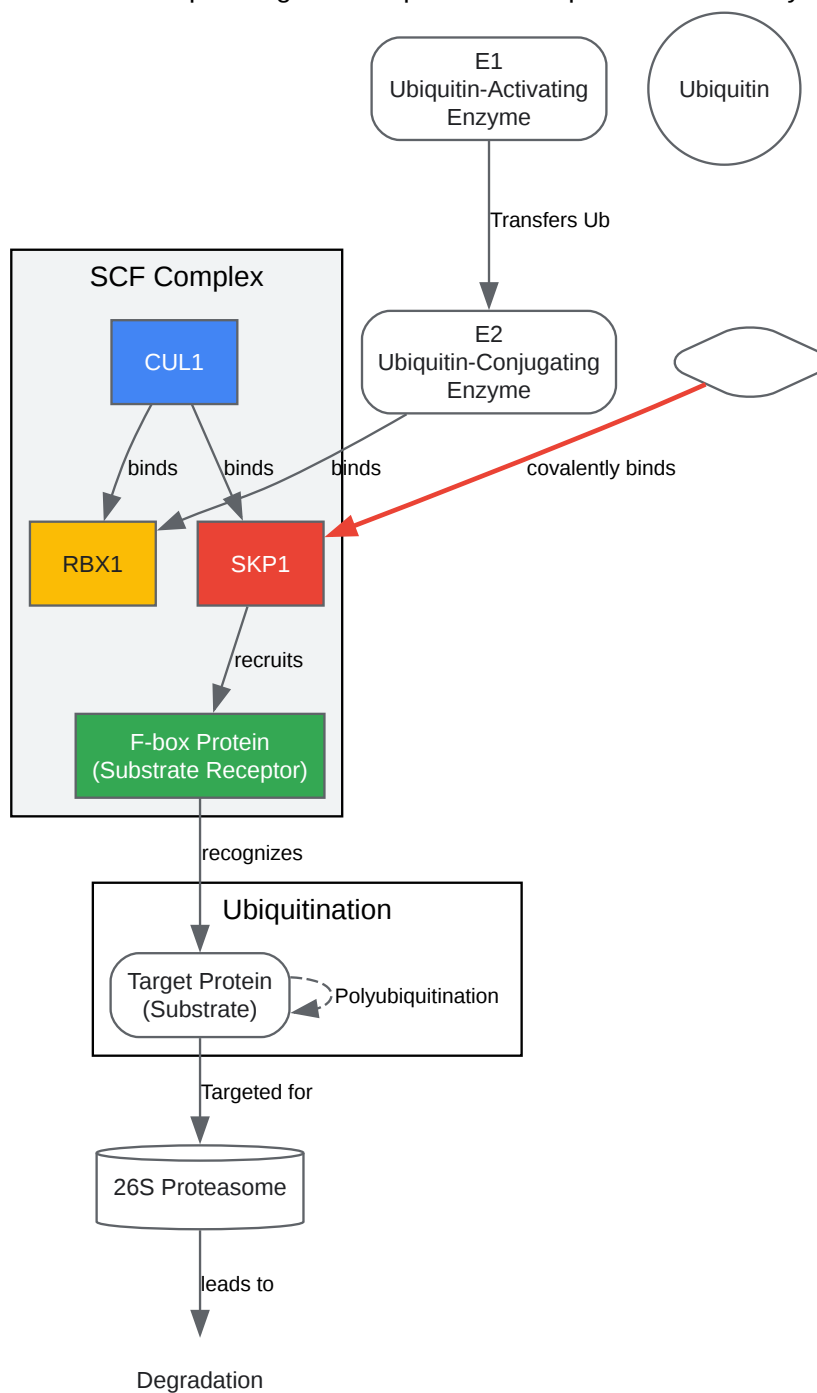 E1
Ubiquitin-Activating
Enzyme
Ubiquitin
Transfers Ub
SCF Complex
CUL1
E2
Ubiquitin-Conjugating
Enzyme
binds
binds
binds
covalently binds
RBX1
SKP1
recruits
F-box Protein
(Substrate Receptor)
recognizes
Ubiquitination
Target Protein
(Substrate)
Polyubiquitination
Targeted for
26S Proteasome
leads to
Degradation